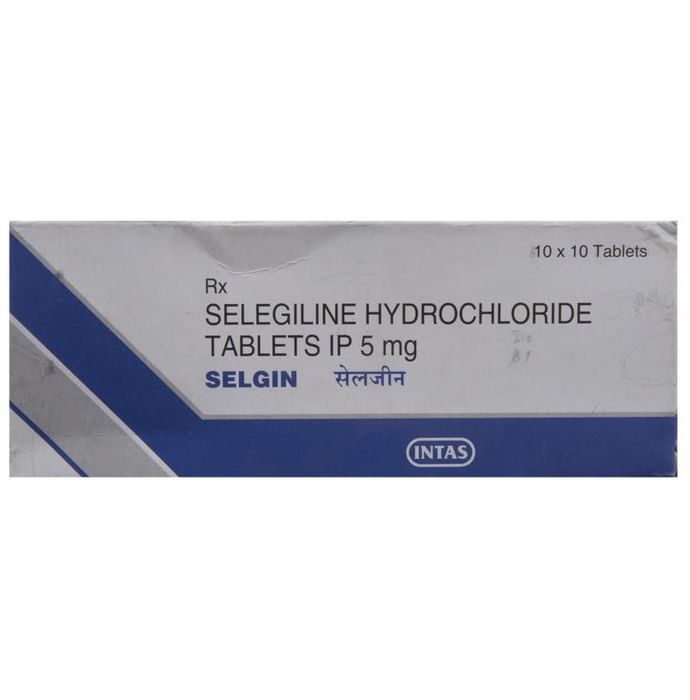 10 x 10 Tablets
Rx
SELEGILINE HYDROCHLORIDE
TABLETS IP 5 mg
SELGIN सेलजीन
INTAS